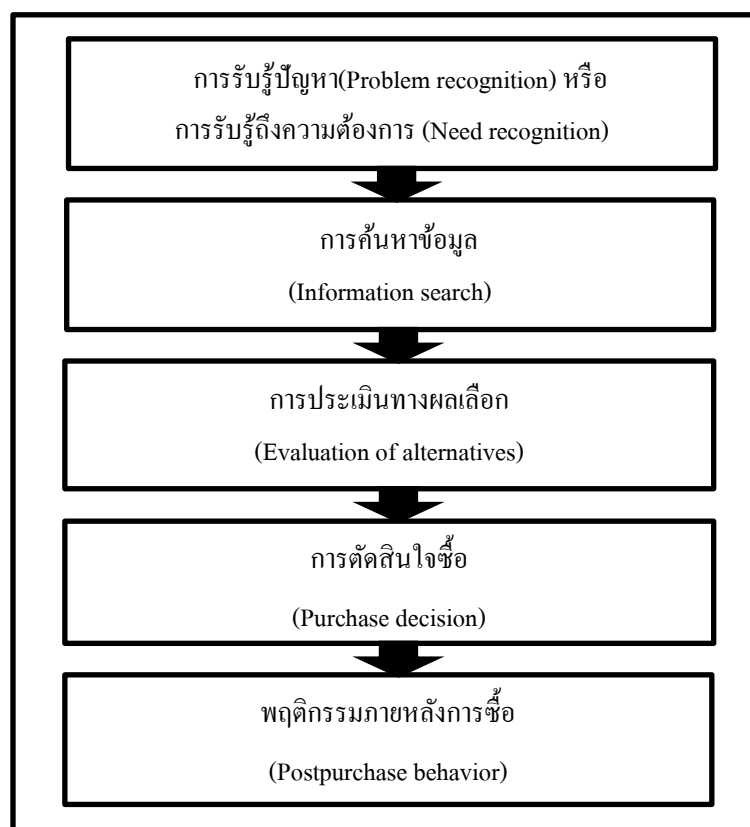 การรับรู้ปัญหา(Problem recognition) หรือ
การรับรู้ถึงความต้องการ (Need recognition)
การค้นหาข้อมูล
(Information search)
การประเมินทางผลเลือก
(Evaluation of alternatives)
การตัดสินใจซื้อ
(Purchase decision)
พฤติกรรมภายหลังการซื้อ
(Postpurchase behavior)